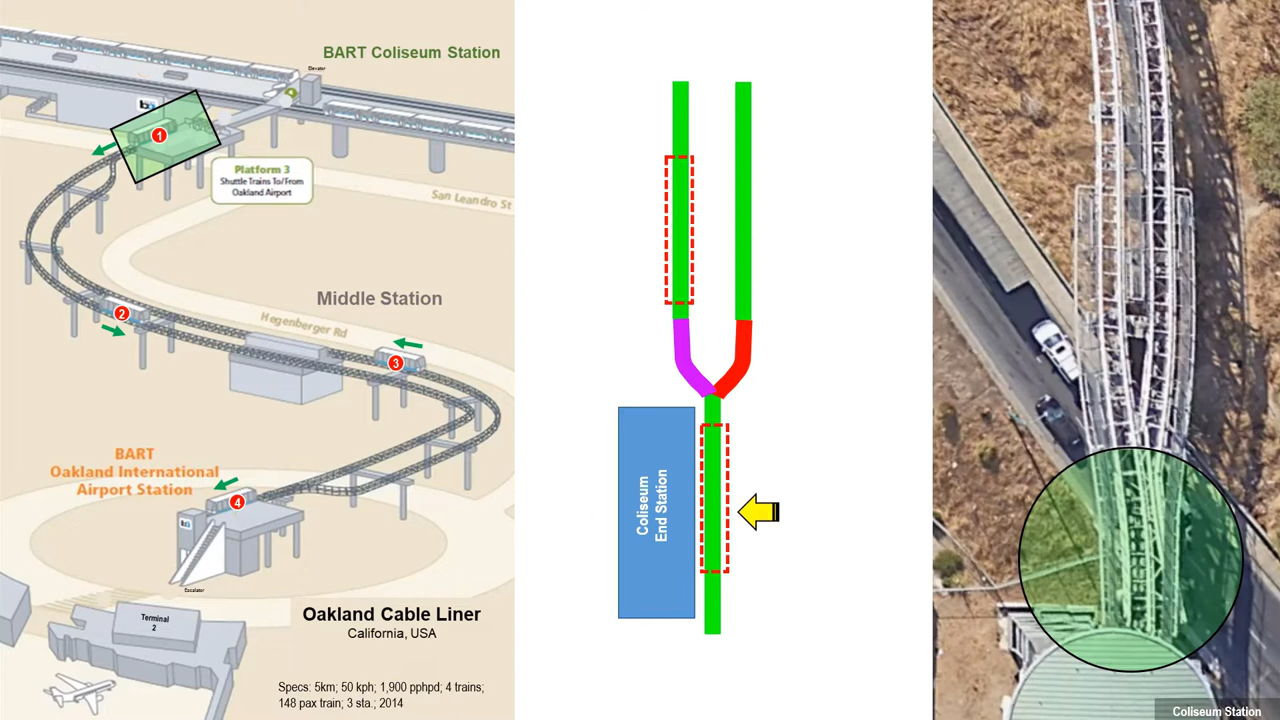 BART Coliseum Station
Elevator
1
Platform 3
Shuttle Trains To/From
Oakland Airport
San Leandro St
Middle Station
2
Hegenberger Rd
3
BART
Oakland International
Airport Station
4
Escalator
Terminal
2
Oakland Cable Liner
California, USA
Specs: 5km; 50 kph; 1,900 pphpd; 4 trains;
148 pax train; 3 sta.; 2014
Coliseum
End Station
Coliseum Station